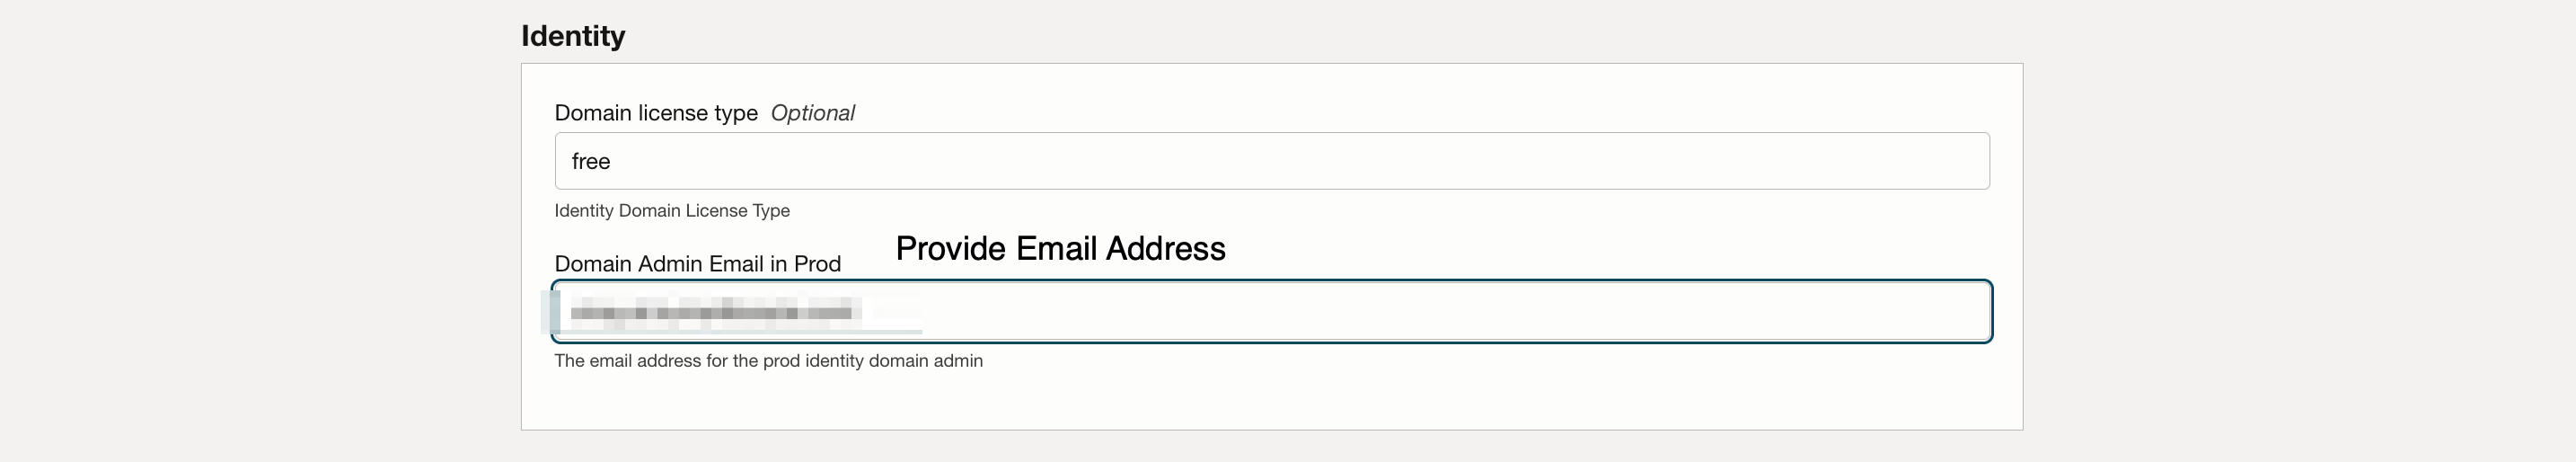 Identity
Domain license type Optional
free
Identity Domain License Type
Provide Email Address
Domain Admin Email in Prod
The email address for the prod identity domain admin